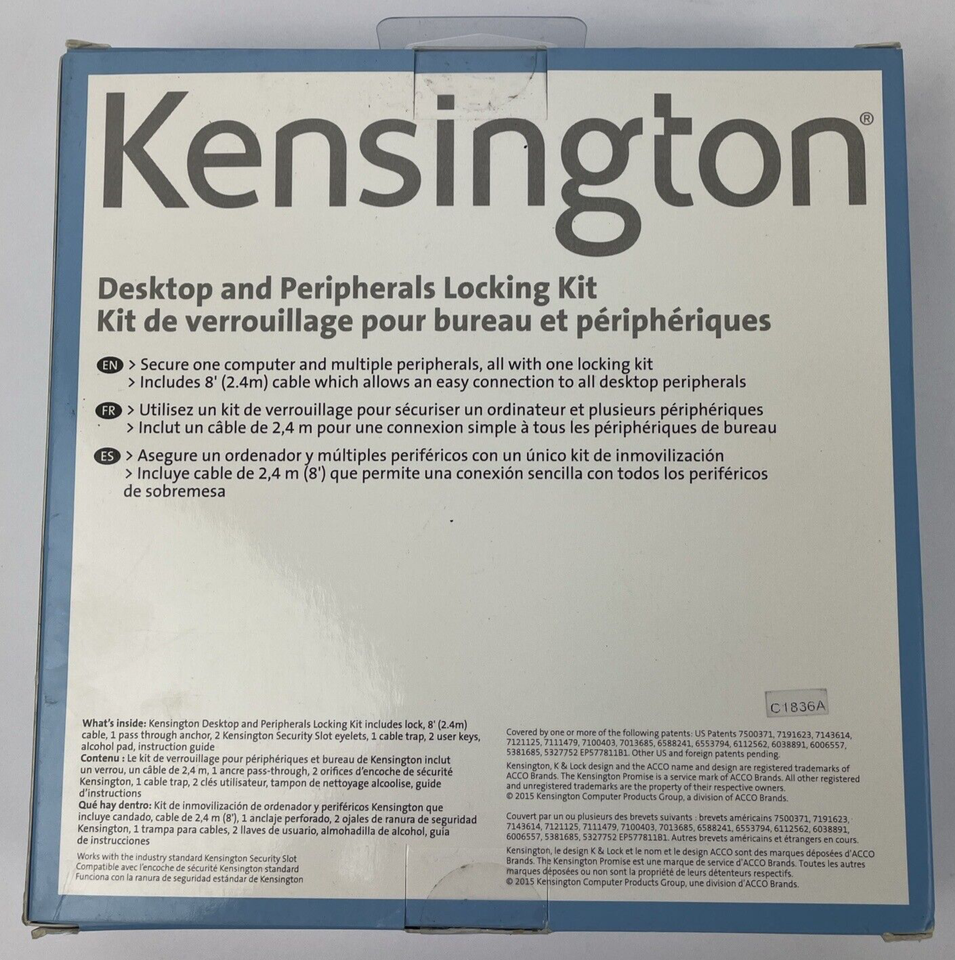 Kensington®
Desktop and Peripherals Locking Kit
Kit de verrouillage pour bureau et périphériques
EN > Secure one computer and multiple peripherals, all with one locking kit
> Includes 8' (2.4m) cable which allows an easy connection to all desktop peripherals
FR > Utilisez un kit de verrouillage pour sécuriser un ordinateur et plusieurs périphériques
> Inclut un câble de 2,4 m pour une connexion simple à tous les périphériques de bureau
ES > Asegure un ordenador y múltiples periféricos con un único kit de inmovilización
> Incluye cable de 2,4 m (8') que permite una conexión sencilla con todos los periféricos
de sobremesa
C1836A
What's inside: Kensington Desktop and Peripherals Locking Kit includes lock, 8' (2.4m)
cable, 1 pass through anchor, 2 Kensington Security Slot eyelets, 1 cable trap, 2 user keys,
alcohol pad, instruction guide
Contenu : Le kit de verrouillage pour périphériques et bureau de Kensington inclut
un verrou, un câble de 2,4 m, 1 ancre pass-through, 2 orifices d'encoche de sécurité
Kensington, 1 cable trap, 2 clés utilisateur, tampon de nettoyage alcoolise, guide
d'instructions
Qué hay dentro: Kit de inmovilización de ordenador y periféricos Kensington que
incluye candado, cable de 2,4 m (8'), 1 anclaje perforado, 2 ojales de ranura de seguridad
Kensington, 1 trampa para cables, 2 llaves de usuario, almohadilla de alcohol, guía
de instrucciones
Works with the industry standard Kensington Security Slot
Compatible avec l'encoche de sécurité Kensington standard
Funciona con la ranura de seguridad estándar de Kensington
Covered by one or more of the following patents: US Patents 7500371, 7191623, 7143614,
7121125, 7111479, 7100403, 7013685, 6588241, 6553794, 6112562, 6038891, 6006557,
5381685, 5327752 EP577811B1. Other US and foreign patents pending.
Kensington, K & Lock design and the ACCO name and design are registered trademarks of
ACCO Brands. The Kensington Promise is a service mark of ACCO Brands. All other registered
and unregistered trademarks are the property of their respective owners.
© 2015 Kensington Computer Products Group, a division of ACCO Brands.
Couvert par un ou plusieurs des brevets suivants : brevets américains 7500371, 7191623,
7143614, 7121125, 7111479, 7100403, 7013685, 6588241, 6553794, 6112562, 6038891,
6006557, 5381685, 5327752 EP577811B1. Autres brevets américains et étrangers en cours.
Kensington, le design K & Lock et le nom et le design ACCO sont des marques déposées d'ACCO
Brands. The Kensington Promise est une marque de service d'ACCO Brands. Toutes les autres
marques déposées ou non sont la propriété de leurs détenteurs respectifs.
© 2015 Kensington Computer Products Group, une division d'ACCO Brands.